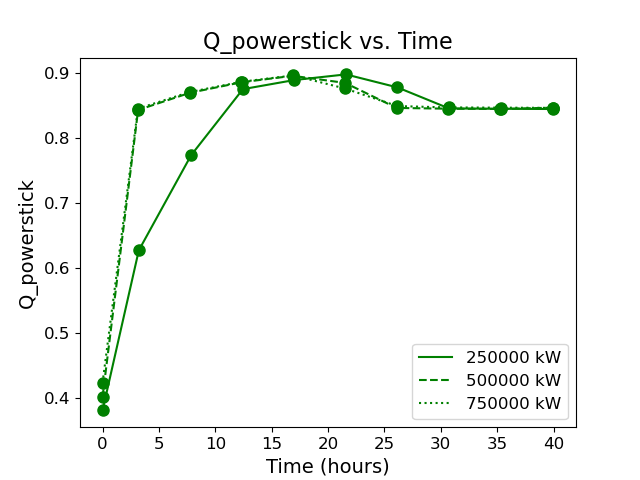 Q_powerstick vs. Time
Q_powerstick
0.9
0.8
0.7
0.6
0.5
0.4
250000 kW
500000 kW
750000 kW
0 5 10 15 20 25 30 35 40
Time (hours)